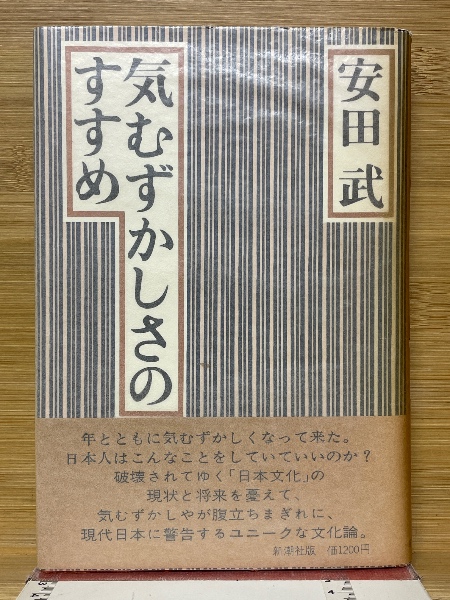 安田武
気むずかしさの
すすめ
年とともに気むずかしくなって来た。
日本人はこんなことをしていていいのか?
破壊されてゆく「日本文化」の
現状と将来を憂えて、
気むずかしやが腹立ちまぎれに、
現代日本に警告するユニークな文化論。
新潮社版 価1200円